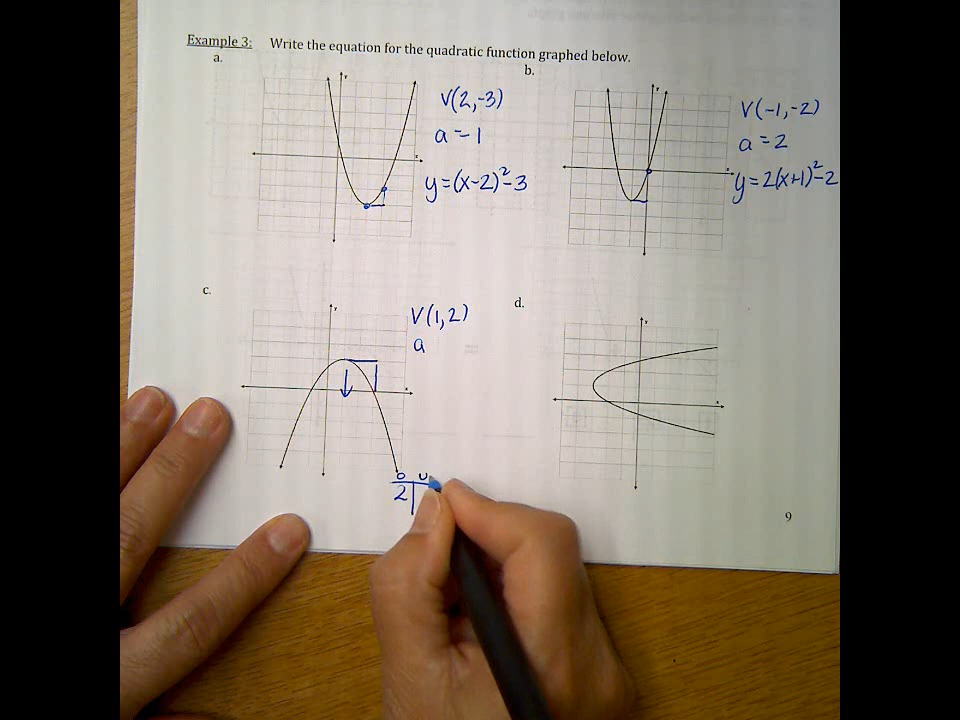 Example 3: Write the equation for the quadratic function graphed below.
a.
y
x
V(2,-3)
a = 1
y = (x-2)²-3
b.
y
x
V(-1,-2)
a = 2
y = 2(x+1)²-2
c.
y
x
V(1,2)
a
O U
2
d.
y
x
9